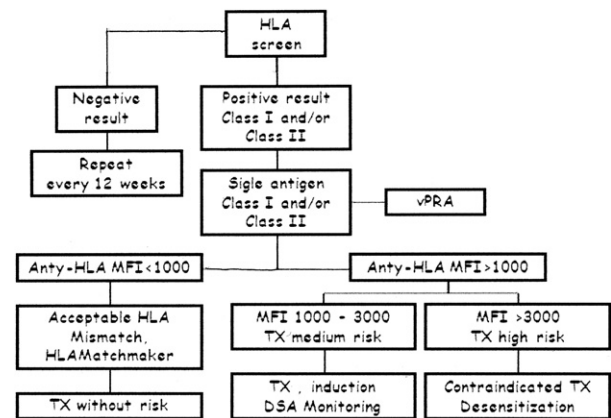 HLA
screen
Negative
result
Positive result
Class I and/or
Class II
Repeat
every 12 weeks
Sigle antigen
Class I and/or
Class II
vPRA
Anty-HLA MFI<1000
Anty-HLA MFI>1000
Acceptable HLA
Mismatch,
HLAMatchmaker
MFI 1000 - 3000
TX medium risk
MFI >3000
TX high risk
TX without risk
TX , induction
DSA Monitoring
Contraindicated TX
Desensitization